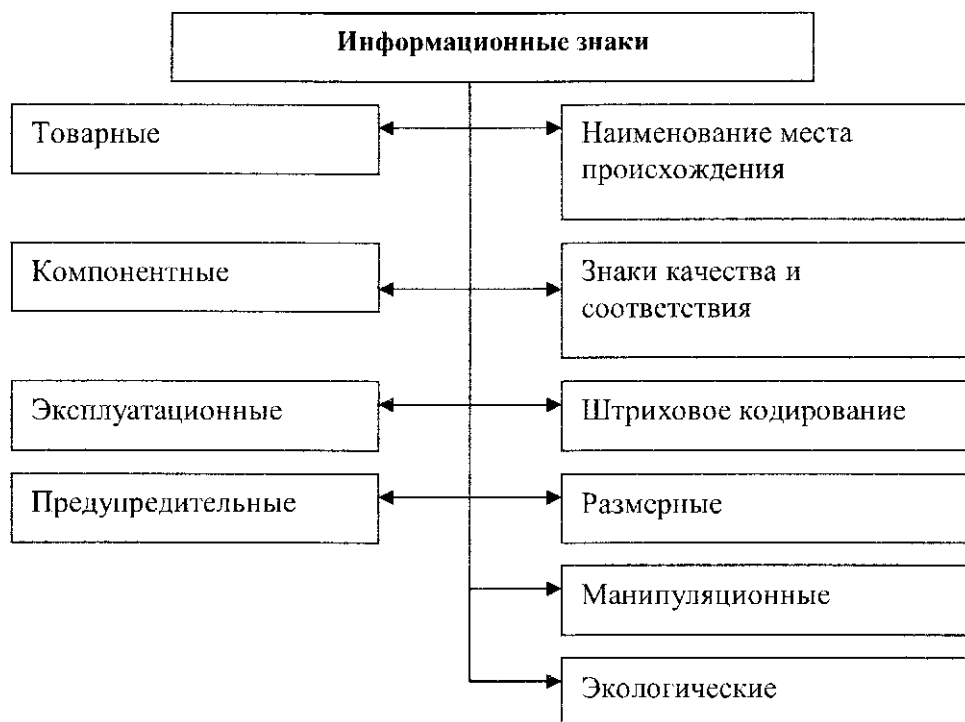 Информационные знаки
Товарные
Наименование места
происхождения
Компонентные
Знаки качества и
соответствия
Эксплуатационные
Штриховое кодирование
Предупредительные
Размерные
Манипуляционные
Экологические